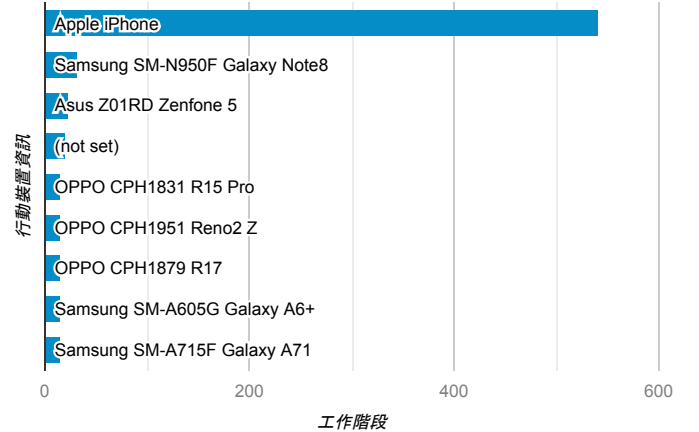 Apple iPhone
Samsung SM-N950F Galaxy Note8
Asus Z01RD Zenfone 5
(not set)
OPPO CPH1831 R15 Pro
OPPO CPH1951 Reno2 Z
OPPO CPH1879 R17
Samsung SM-A605G Galaxy A6+
Samsung SM-A715F Galaxy A71
行動裝置資訊
0 200 400 600
工作階段